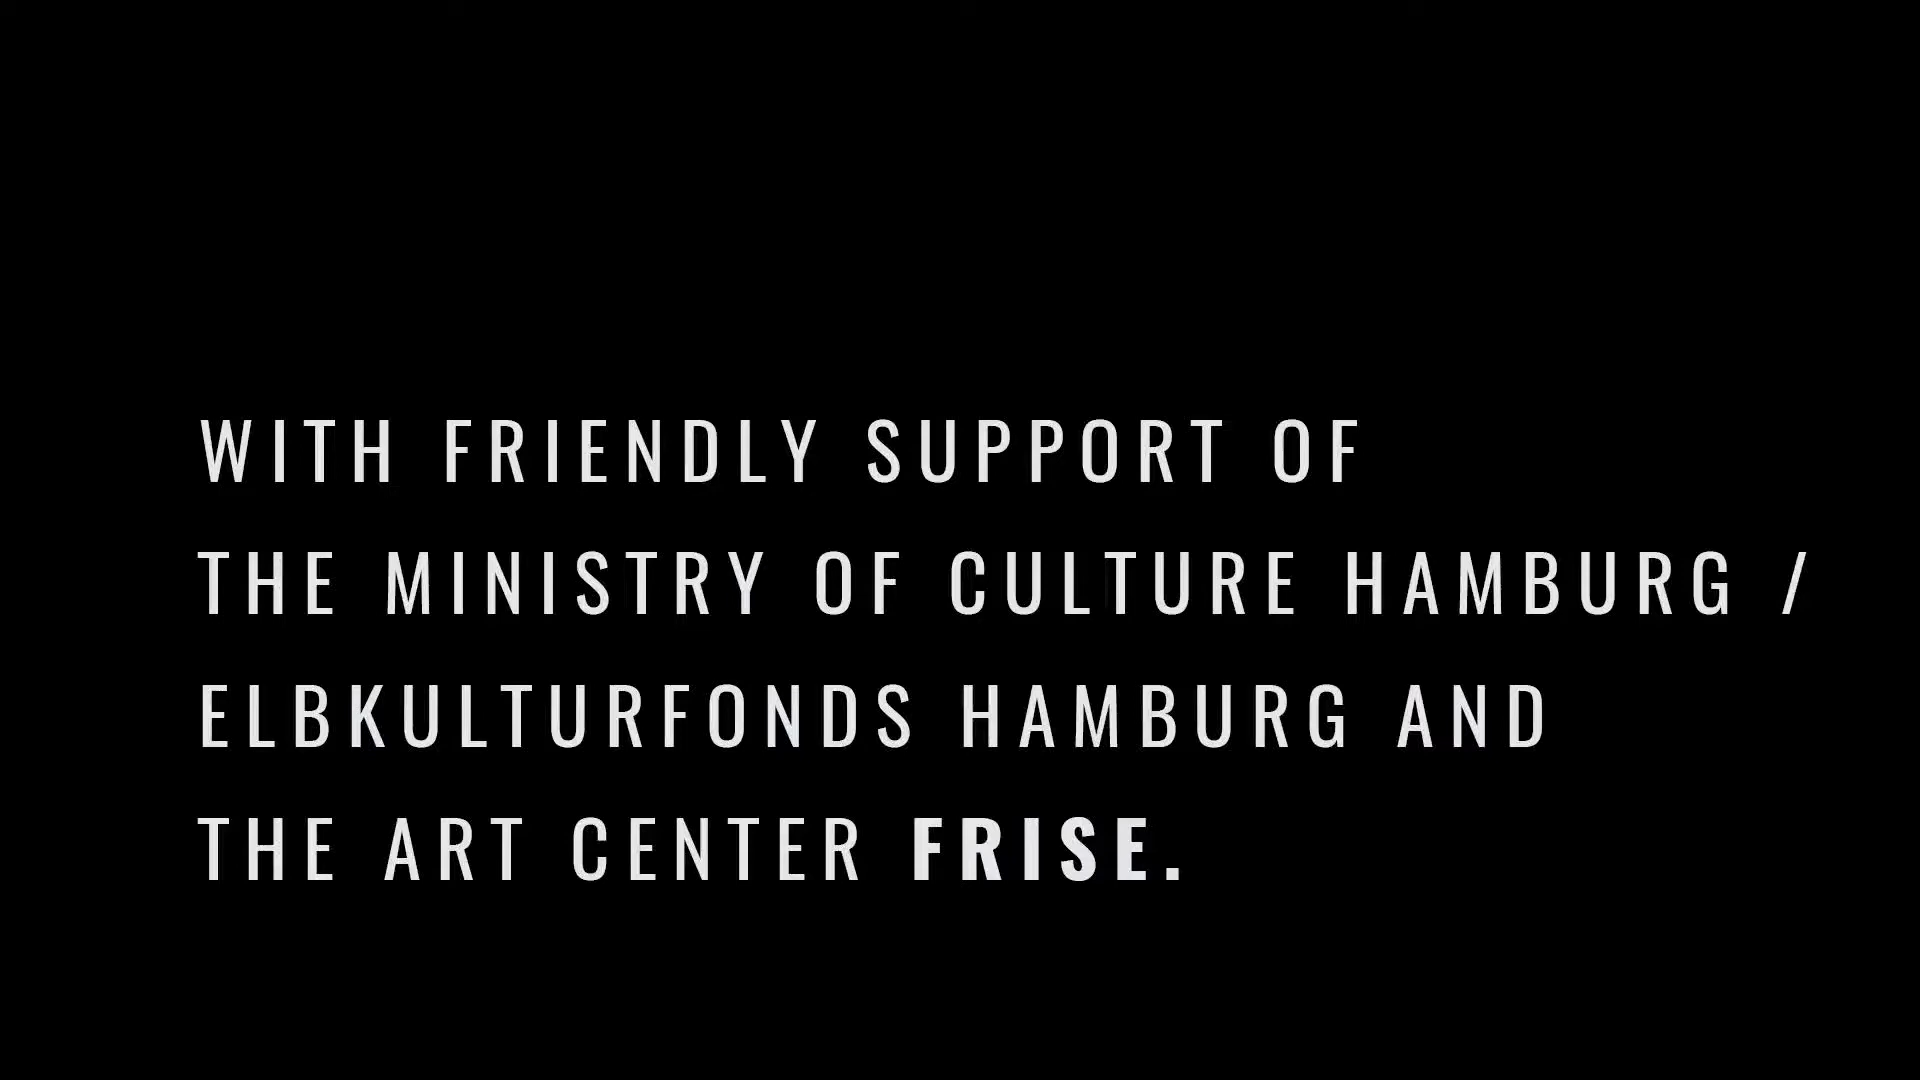 WITH FRIENDLY SUPPORT OF
THE MINISTRY OF CULTURE HAMBURG /
ELBKULTURFONDS HAMBURG AND
THE ART CENTER FRISE.